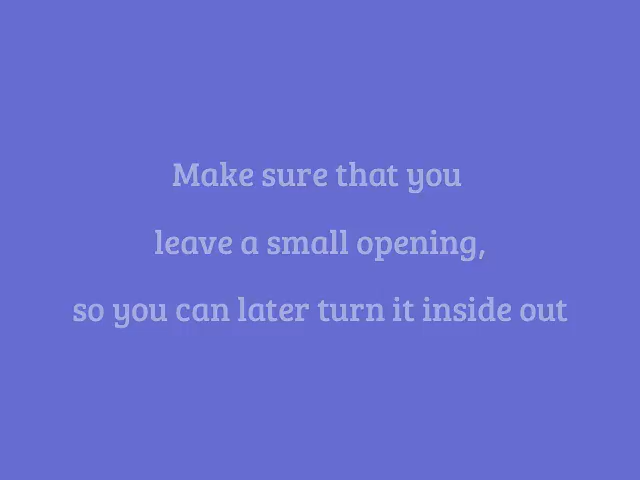 Make sure that you
leave a small opening,
so you can later turn it inside out